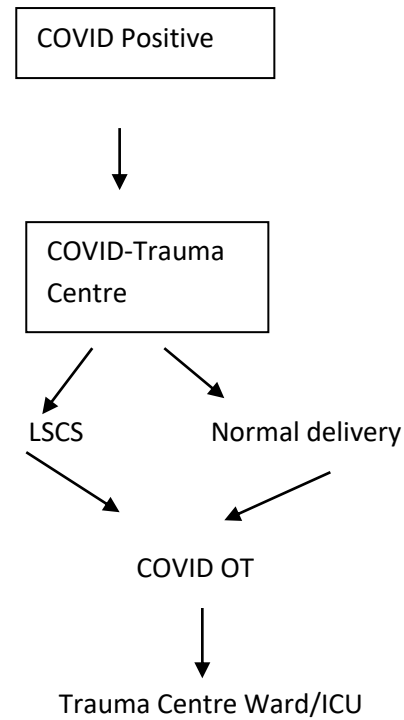 COVID Positive
COVID-Trauma
Centre
LSCS
Normal delivery
COVID OT
Trauma Centre Ward/ICU